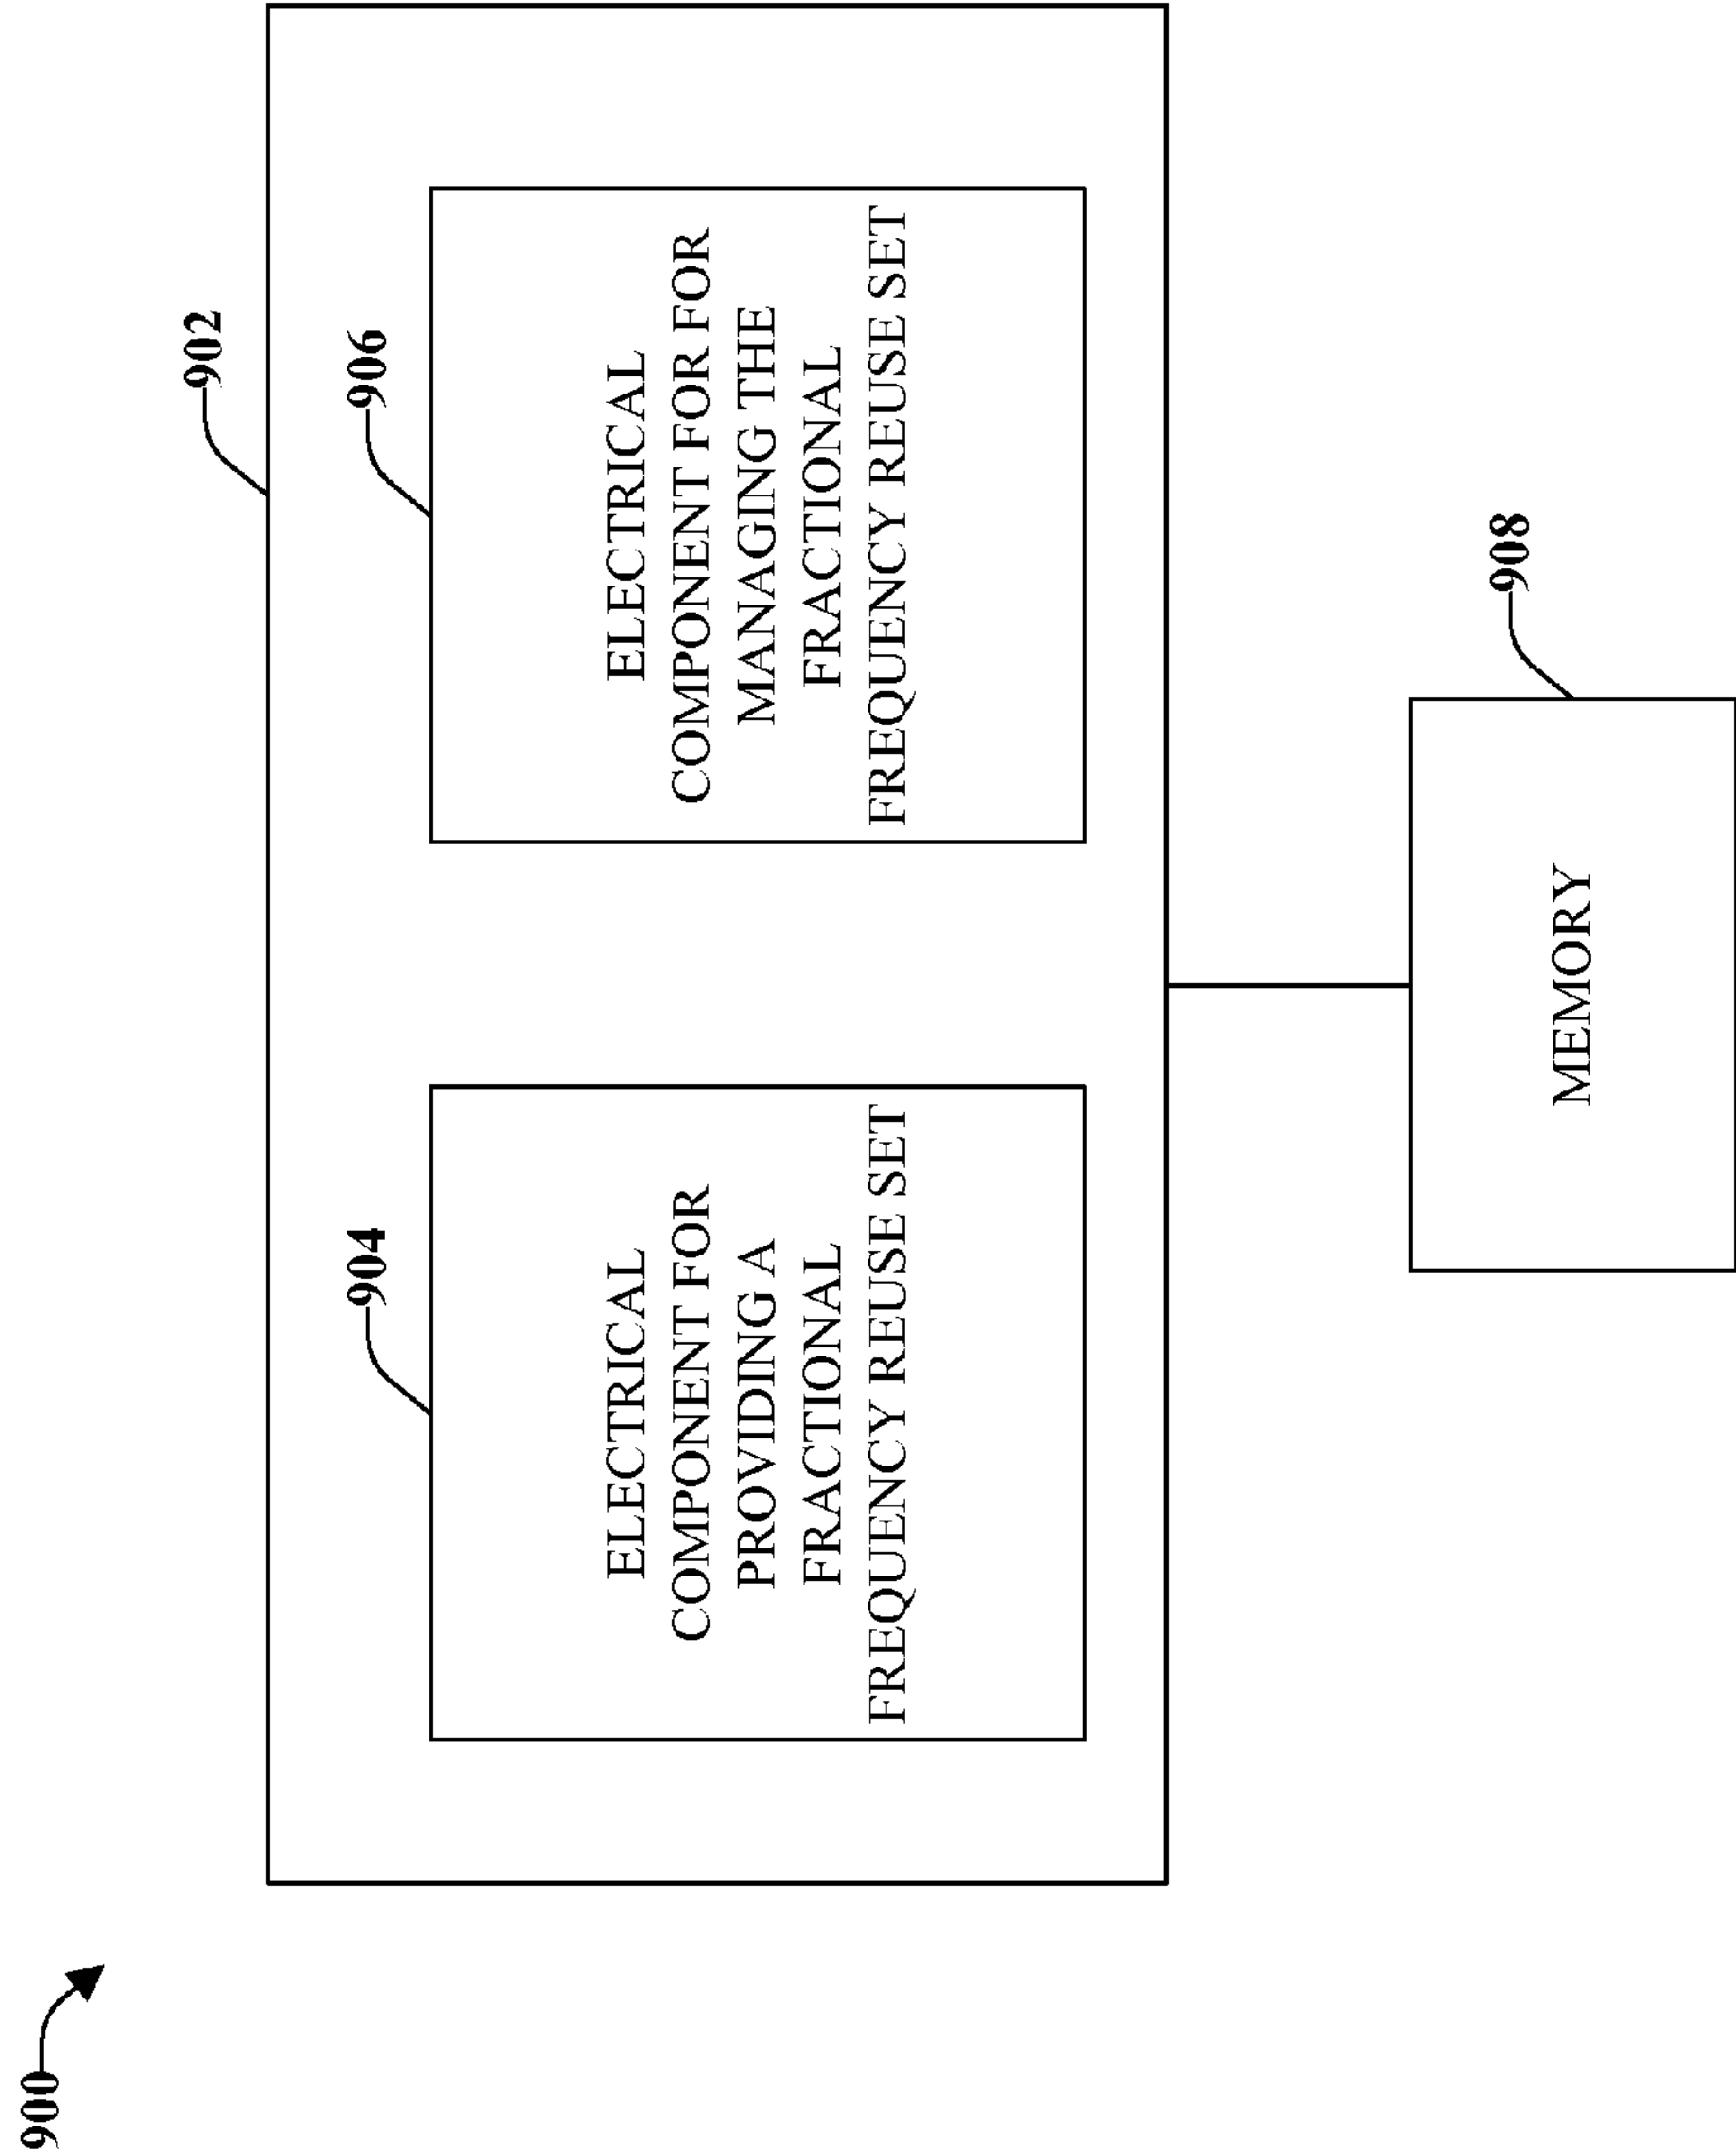 900
902
904
ELECTRICAL
COMPONENT FOR
PROVIDING A
FRACTIONAL
FREQUENCY REUSE SET
906
ELECTRICAL
COMPONENT FOR FOR
MANAGING THE
FRACTIONAL
FREQUENCY REUSE SET
908
MEMORY